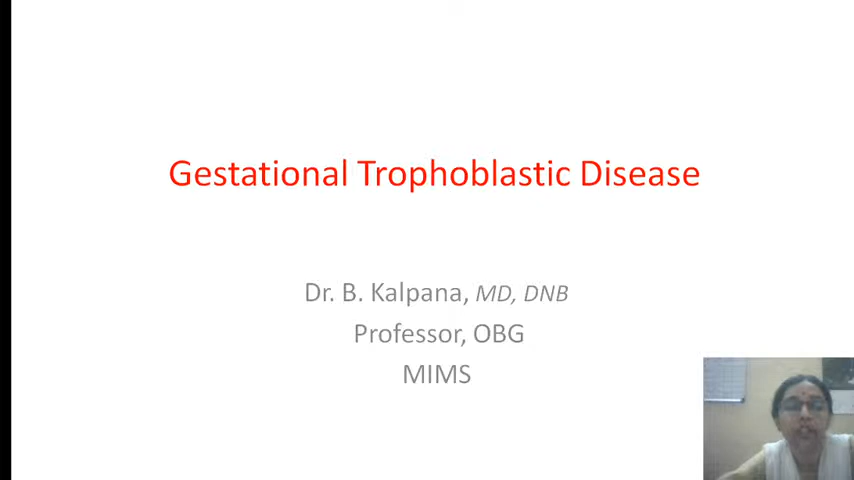 Gestational Trophoblastic Disease
Dr. B. Kalpana, MD, DNB
Professor, OBG
MIMS